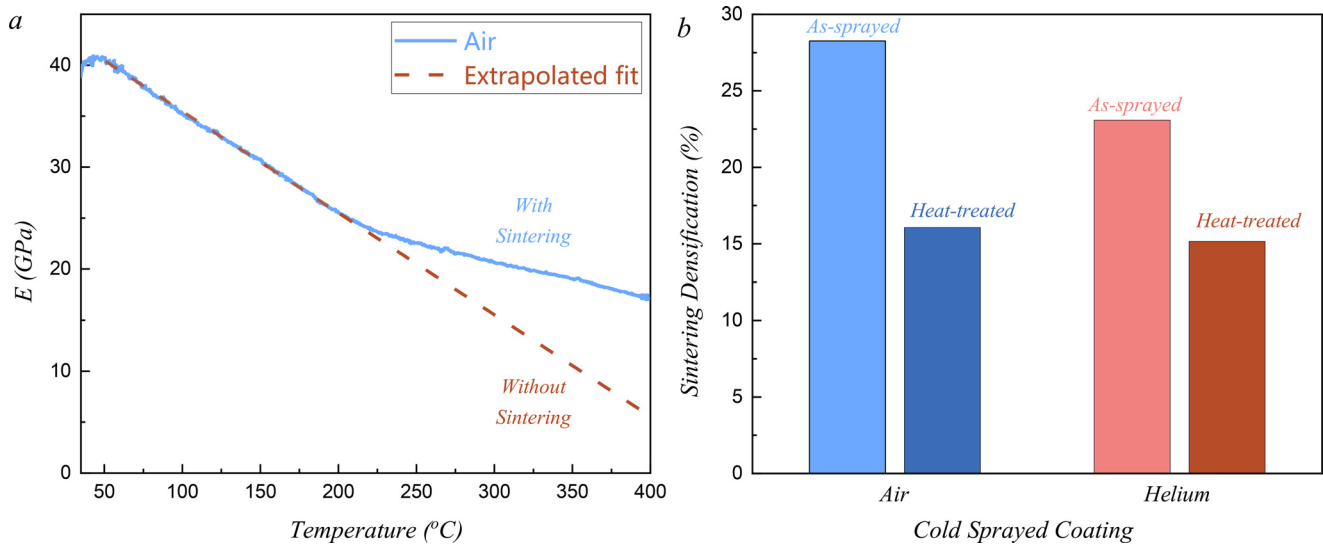 a
Air
Extrapolated fit
40
30
20
10
0
E (GPa)
With
Sintering
Without
Sintering
50
100
150
200
250
300
350
400
Temperature (ºC)
b
30
25
20
15
10
5
0
Sintering Densification (%)
As-sprayed
Heat-treated
As-sprayed
Heat-treated
Air
Helium
Cold Sprayed Coating